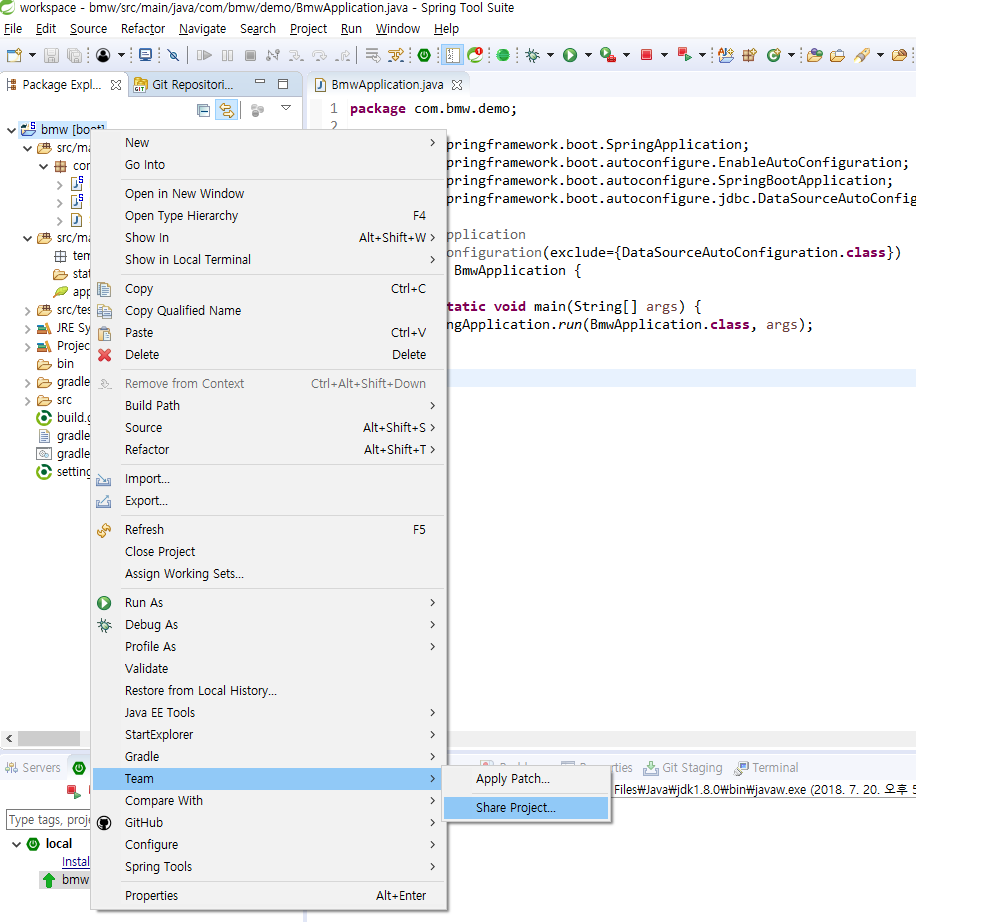 workspace - bmw/src/main/java/com/bmw/demo/BmwApplication.java - Spring Tool Suite
File Edit Source Refactor Navigate Search Project Run Window Help
Package Expl... Git Repositori... BmwApplication.java
1 package com.bmw.demo;
2
bmw [boot]
src/ma
com
src/ma
tem
stat
app
src/tes
JRE Sy
Projec
bin
gradle
src
build.g
gradle
gradle
setting
pringframework.boot.SpringApplication;
pringframework.boot.autoconfigure.EnableAutoConfiguration;
pringframework.boot.autoconfigure.SpringBootApplication;
pringframework.boot.autoconfigure.jdbc.DataSourceAutoConfig
pplication
onfiguration(exclude={DataSourceAutoConfiguration.class})
BmwApplication {
tatic void main(String[] args) {
ngApplication.run(BmwApplication.class, args);
New
Go Into
Open in New Window
Open Type Hierarchy F4
Show In Alt+Shift+W
Show in Local Terminal
Copy Ctrl+C
Copy Qualified Name
Paste Ctrl+V
Delete Delete
Remove from Context Ctrl+Alt+Shift+Down
Build Path
Source Alt+Shift+S
Refactor Alt+Shift+T
Import...
Export...
Refresh F5
Close Project
Assign Working Sets...
Run As
Debug As
Profile As
Validate
Restore from Local History...
Java EE Tools
StartExplorer
Gradle
Team
Compare With
GitHub
Configure
Spring Tools
Properties Alt+Enter
Apply Patch...
Share Project...
Servers
Git Staging Terminal
Files₩Java₩jdk1.8.0₩bin₩javaw.exe (2018. 7. 20. 오후 5
Type tags, proje
local
Instal
bmw